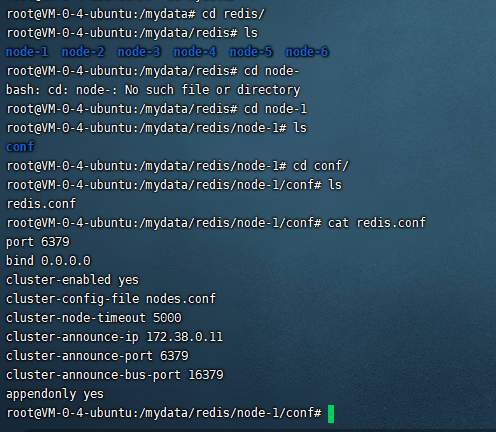 root@VM-0-4-ubuntu:/mydata# cd redis/
root@VM-0-4-ubuntu:/mydata/redis# ls
node-1 node-2 node-3 node-4 node-5 node-6
root@VM-0-4-ubuntu:/mydata/redis# cd node-
bash: cd: node-: No such file or directory
root@VM-0-4-ubuntu:/mydata/redis# cd node-1
root@VM-0-4-ubuntu:/mydata/redis/node-1# ls
conf
root@VM-0-4-ubuntu:/mydata/redis/node-1# cd conf/
root@VM-0-4-ubuntu:/mydata/redis/node-1/conf# ls
redis.conf
root@VM-0-4-ubuntu:/mydata/redis/node-1/conf# cat redis.conf
port 6379
bind 0.0.0.0
cluster-enabled yes
cluster-config-file nodes.conf
cluster-node-timeout 5000
cluster-announce-ip 172.38.0.11
cluster-announce-port 6379
cluster-announce-bus-port 16379
appendonly yes
root@VM-0-4-ubuntu:/mydata/redis/node-1/conf#